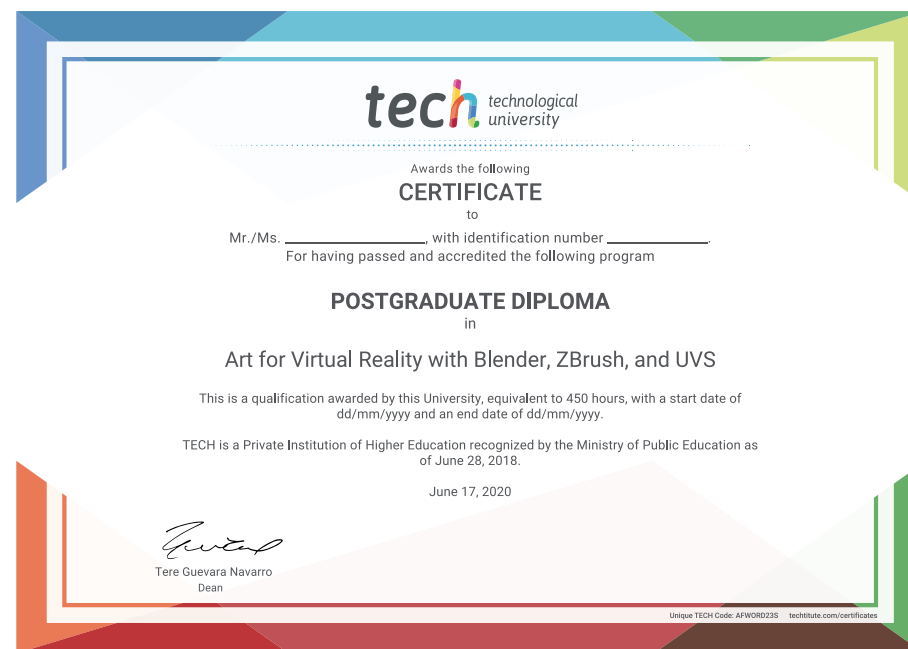 tech technological
university
Awards the following
CERTIFICATE
to
Mr./Ms. ____________________, with identification number ______________.
For having passed and accredited the following program
POSTGRADUATE DIPLOMA
in
Art for Virtual Reality with Blender, ZBrush, and UVS
This is a qualification awarded by this University, equivalent to 450 hours, with a start date of
dd/mm/yyyy and an end date of dd/mm/yyyy.
TECH is a Private Institution of Higher Education recognized by the Ministry of Public Education as
of June 28, 2018.
June 17, 2020
Tere Guevara Navarro
Dean
Unique TECH Code: AFWORD23S techtitute.com/certificates